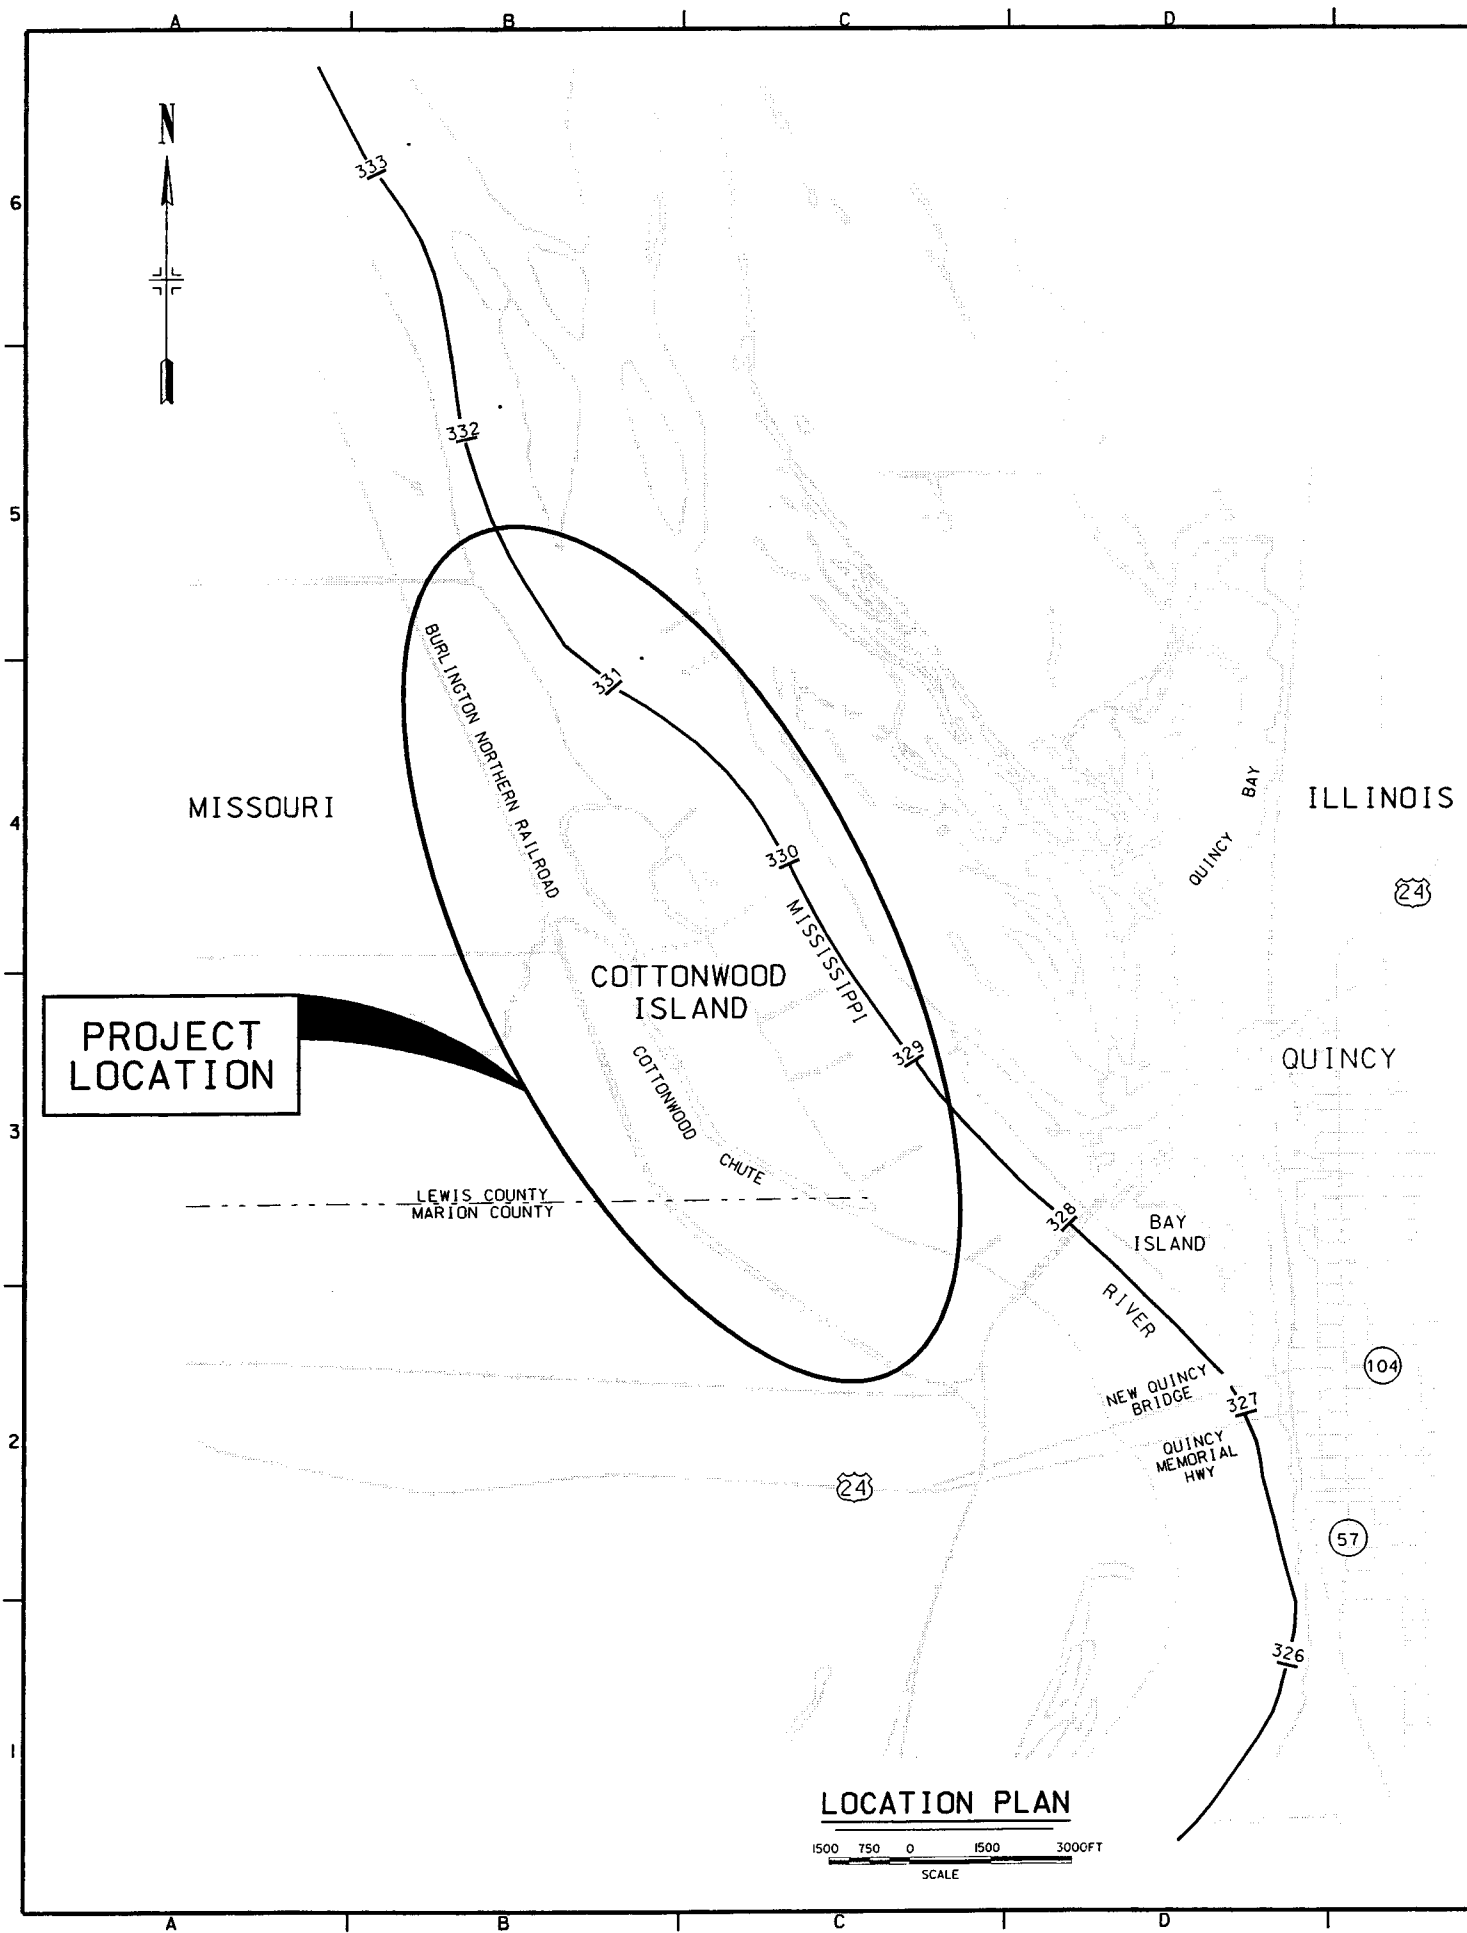 A B C D
N
333
6
332
5
BURLINGTON NORTHERN RAILROAD
331
MISSOURI
4
330
QUINCY BAY
ILLINOIS
24
MISSISSIPPI
COTTONWOOD
ISLAND
PROJECT
LOCATION
329
QUINCY
COTTONWOOD CHUTE
3
LEWIS COUNTY
MARION COUNTY
328
BAY
ISLAND
RIVER
104
NEW QUINCY
BRIDGE
327
2
QUINCY
MEMORIAL
HWY
24
57
326
1
LOCATION PLAN
1500 750 0 1500 3000FT
SCALE
A B C D